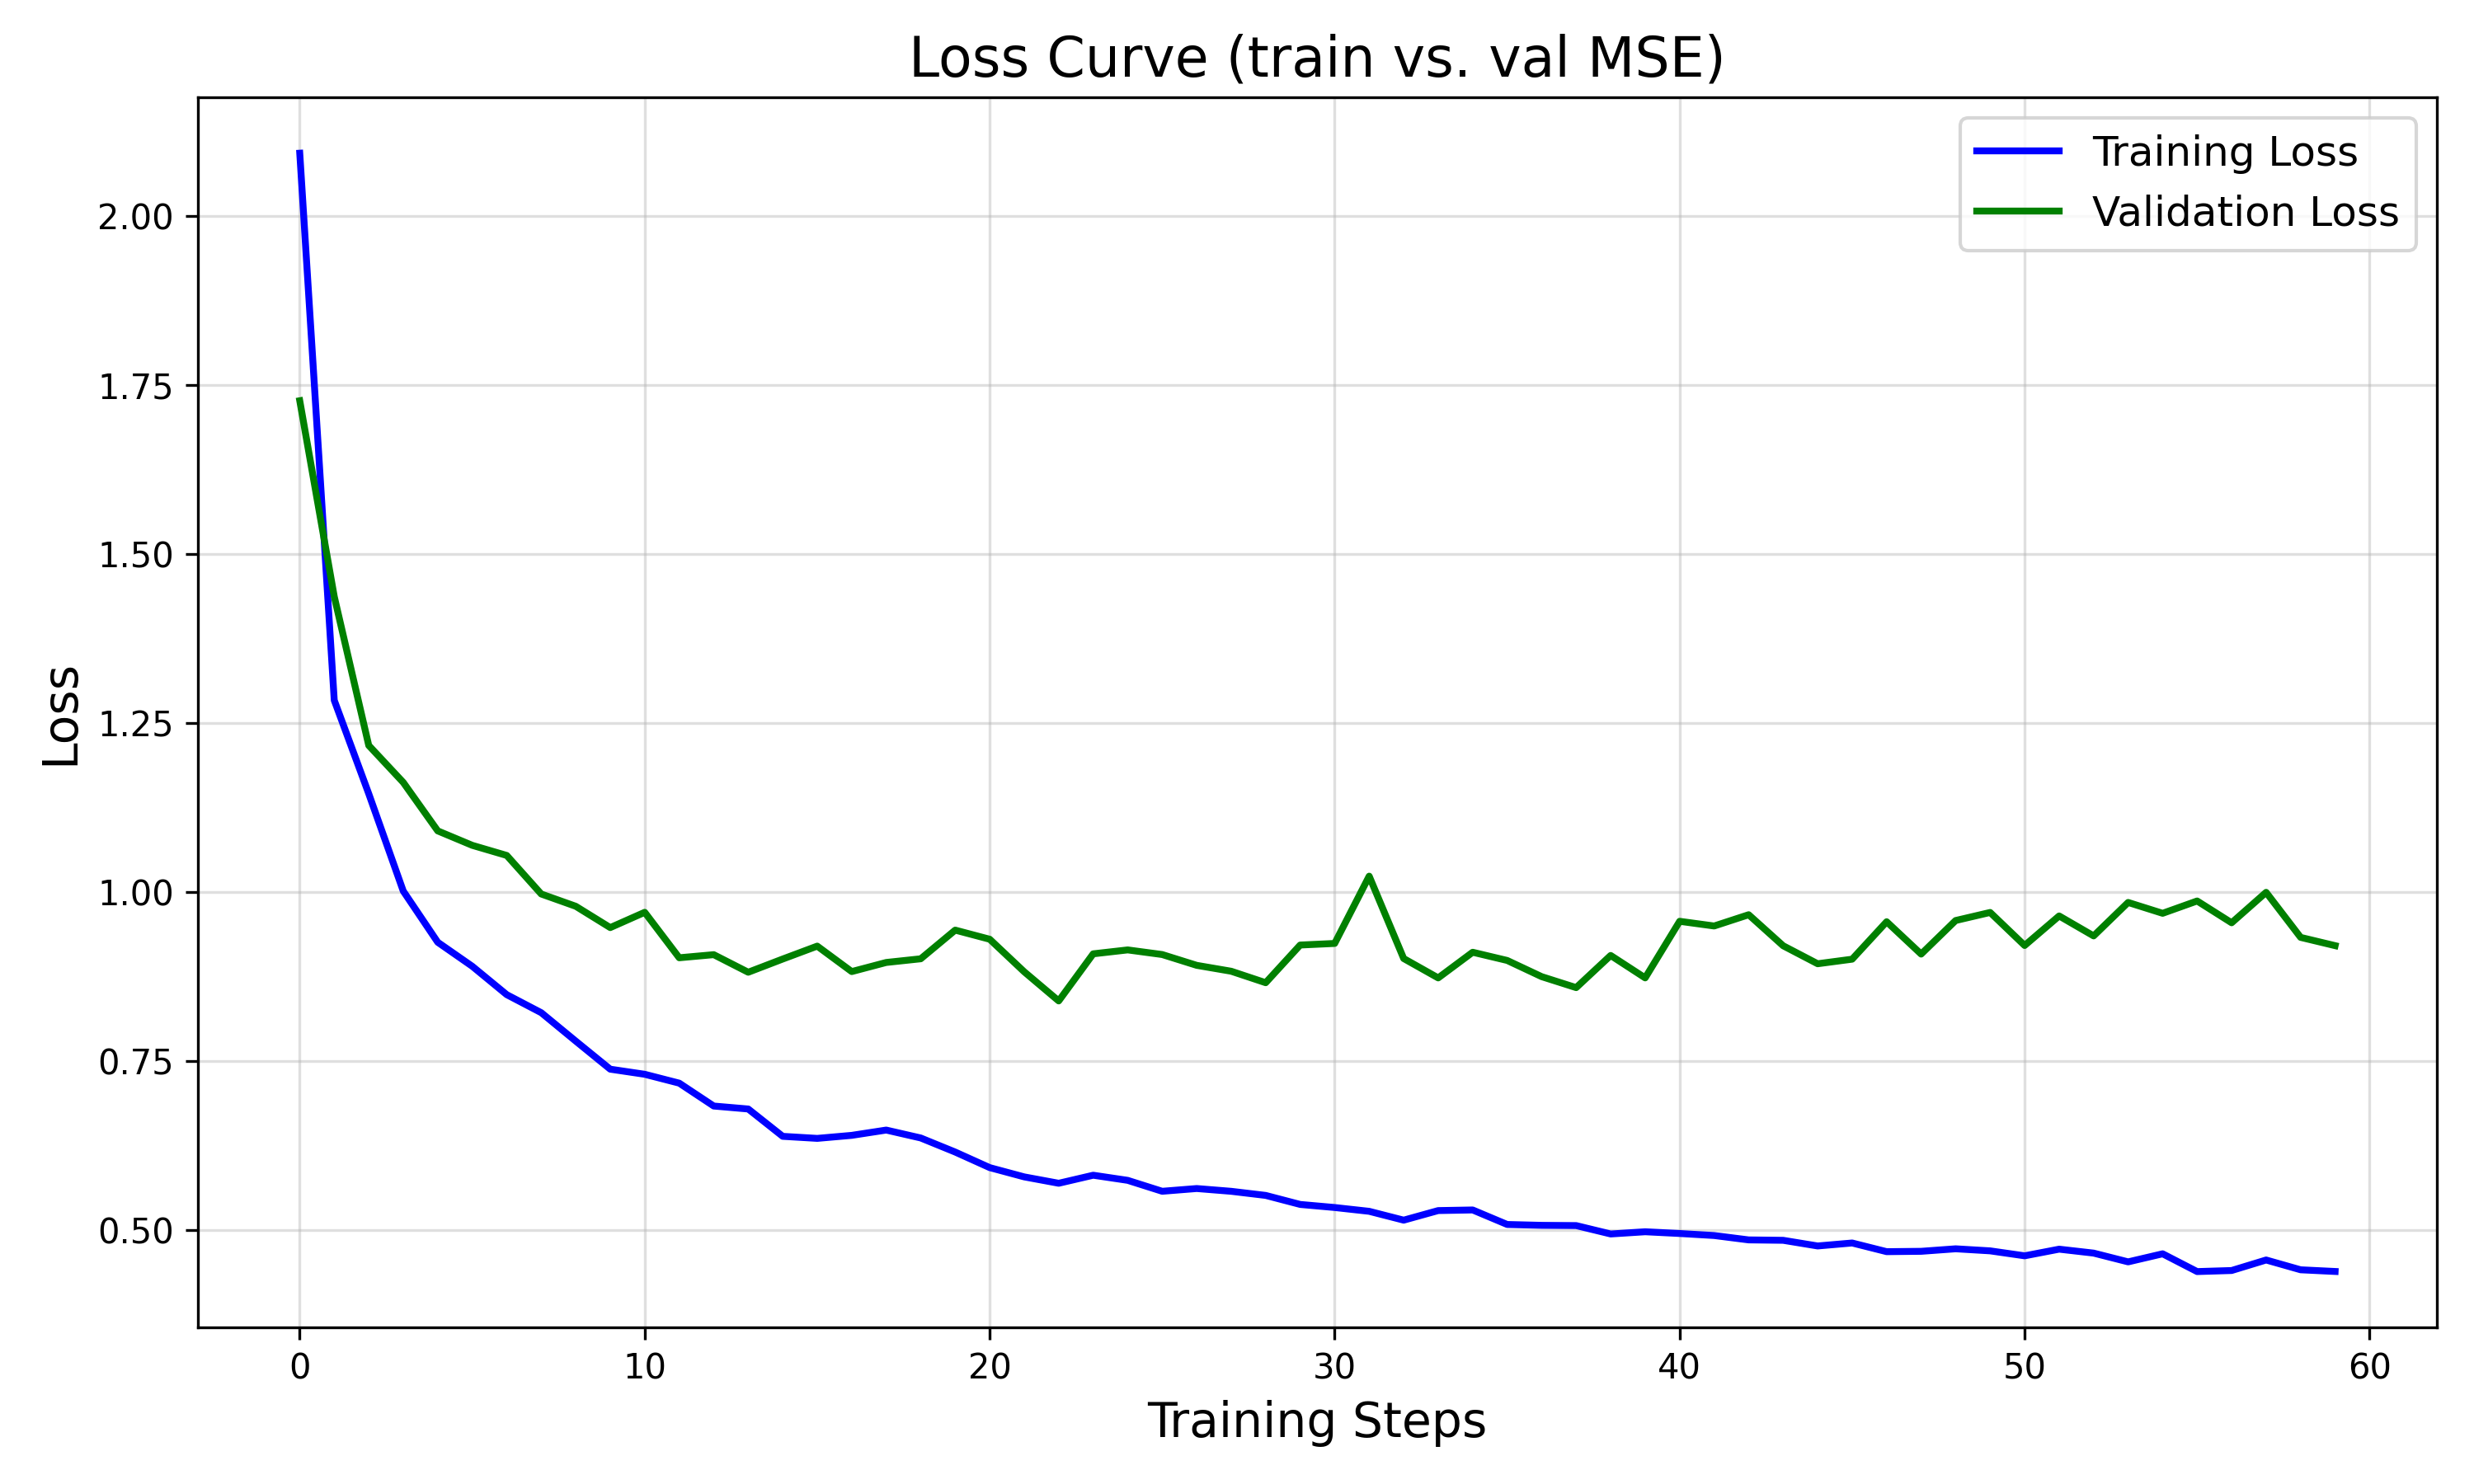 Loss Curve (train vs. val MSE)
Training Loss
Validation Loss
2.00
1.75
1.50
1.25
1.00
0.75
0.50
Loss
0 10 20 30 40 50 60
Training Steps